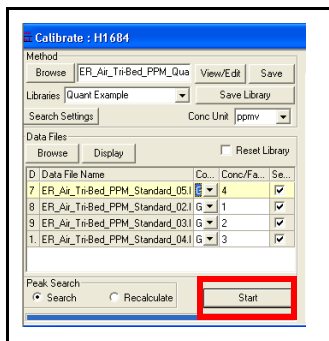 Calibrate : H1684
Method
Browse ER_Air_Tri-Bed_PPM_Qua View/Edit Save
Libraries Quant Example Save Library
Search Settings Conc Unit ppmv
Data Files
Browse Display Reset Library
D Data File Name Co... Conc/Fa... Se...
7 ER_Air_Tri-Bed_PPM_Standard_05.I G 4
8 ER_Air_Tri-Bed_PPM_Standard_02.I G 1
9 ER_Air_Tri-Bed_PPM_Standard_03.I G 2
1. ER_Air_Tri-Bed_PPM_Standard_04.I G 3
Peak Search
Search Recalculate Start